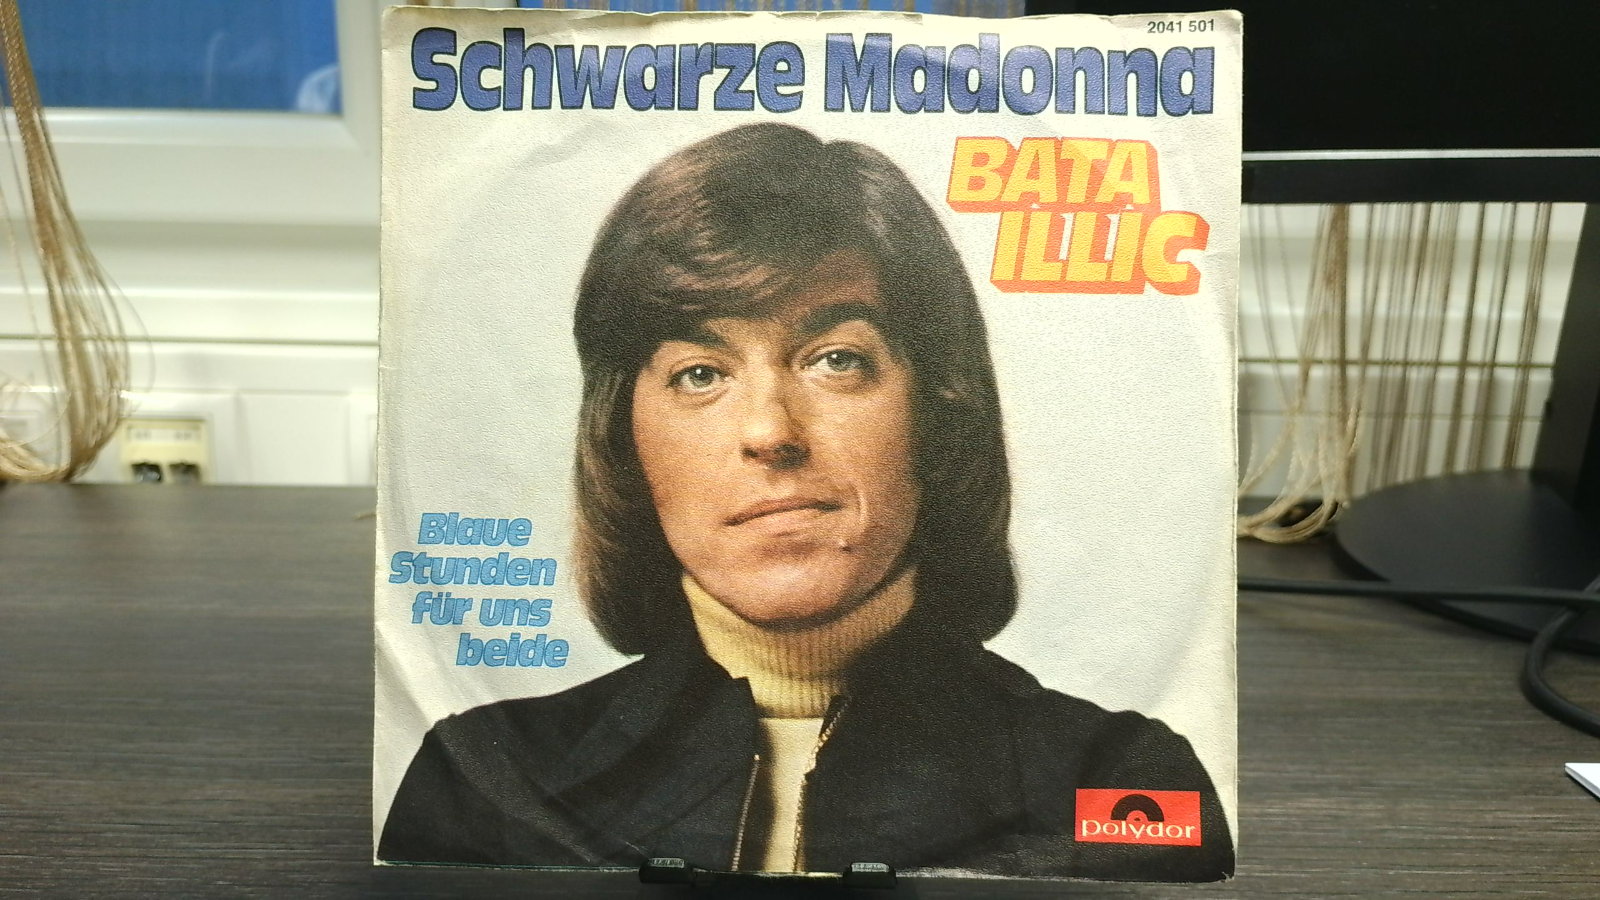 2041 501
Schwarze Madonna
BATA
ILLIC
Blaue
Stunden
für uns
beide
polydor